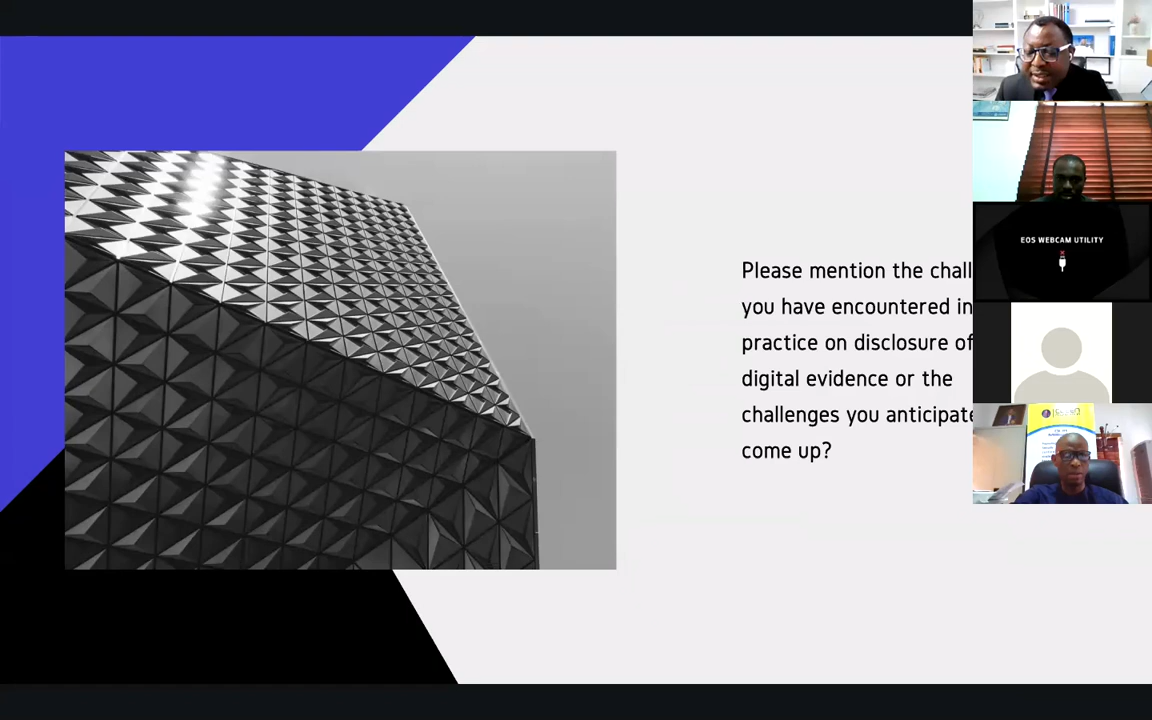 Please mention the chall
you have encountered in
practice on disclosure of
digital evidence or the
challenges you anticipate
come up?
EOS WEBCAM UTILITY